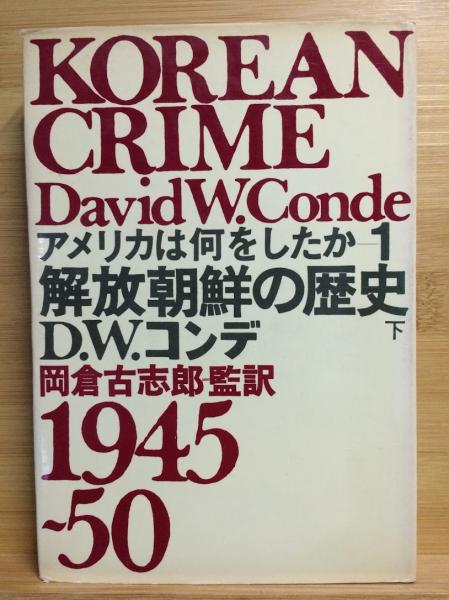 KOREAN
CRIME
David W. Conde
アメリカは何をしたか—1
解放朝鮮の歴史
下
D.W.コンデ
岡倉古志郎-監訳
1945
-50